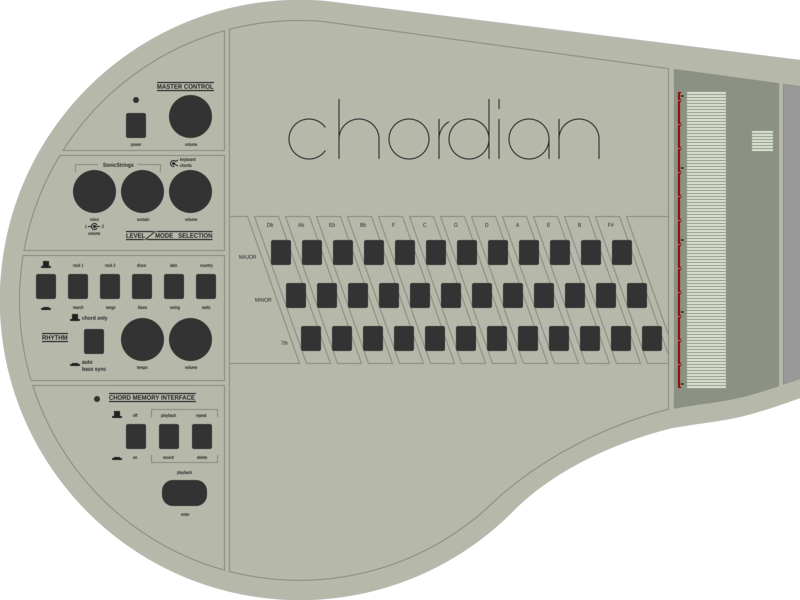 MASTER CONTROL
power
volume
chordian
SonicStrings
keyboard
chords
voice
sustain
volume
1 2
volume
LEVEL/MODE SELECTION
Db Ab Eb Bb F C G D A E B F#
MAJOR
MINOR
7th
rock 1
rock 2
disco
latin
country
march
tango
blues
swing
waltz
chord only
RHYTHM
auto
bass sync
tempo
volume
CHORD MEMORY INTERFACE
off
playback
repeat
on
record
delete
playback
enter